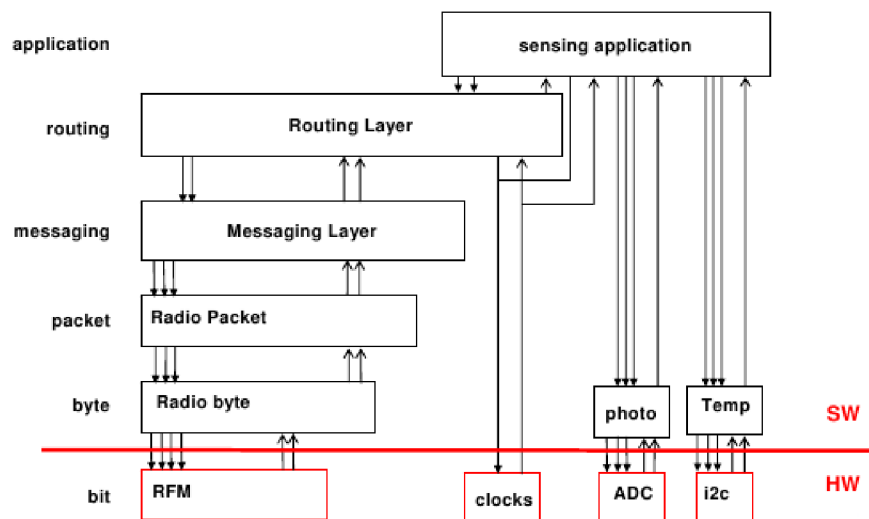 application
sensing application
routing
Routing Layer
messaging
Messaging Layer
packet
Radio Packet
byte
Radio byte
photo
Temp
SW
bit
RFM
clocks
ADC
i2c
HW